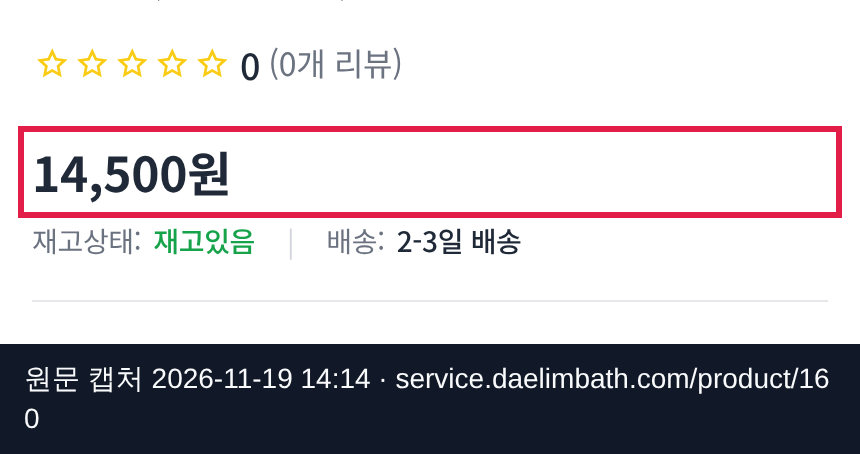 0 (0개 리뷰)
14,500원
재고상태: 재고있음 | 배송: 2-3일 배송
원문 캡처 2026-11-19 14:14 · service.daelimbath.com/product/16
0